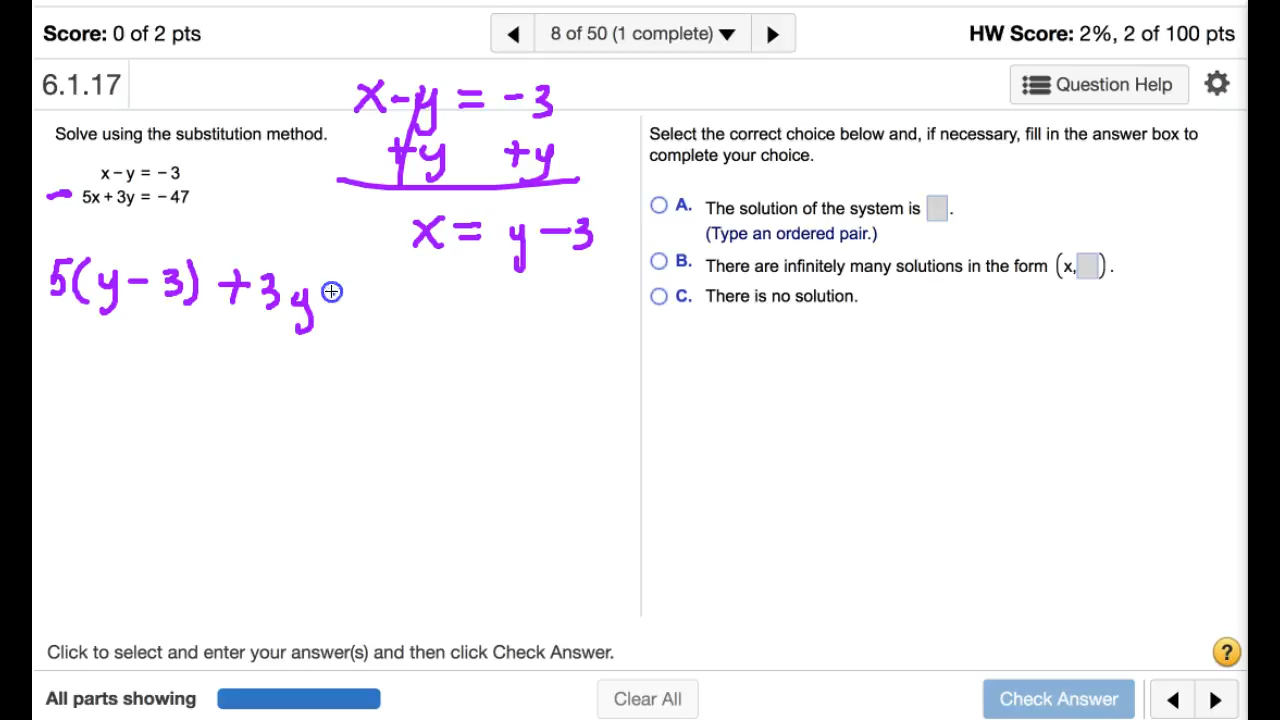 Score: 0 of 2 pts
8 of 50 (1 complete)
HW Score: 2%, 2 of 100 pts
6.1.17
Question Help
x - y = -3
+y +y
x = y - 3
Solve using the substitution method.
x - y = - 3
5x + 3y = - 47
5(y - 3) + 3y
Select the correct choice below and, if necessary, fill in the answer box to
complete your choice.
A. The solution of the system is .
(Type an ordered pair.)
B. There are infinitely many solutions in the form (x, ).
C. There is no solution.
Click to select and enter your answer(s) and then click Check Answer.
?
All parts showing
Clear All
Check Answer